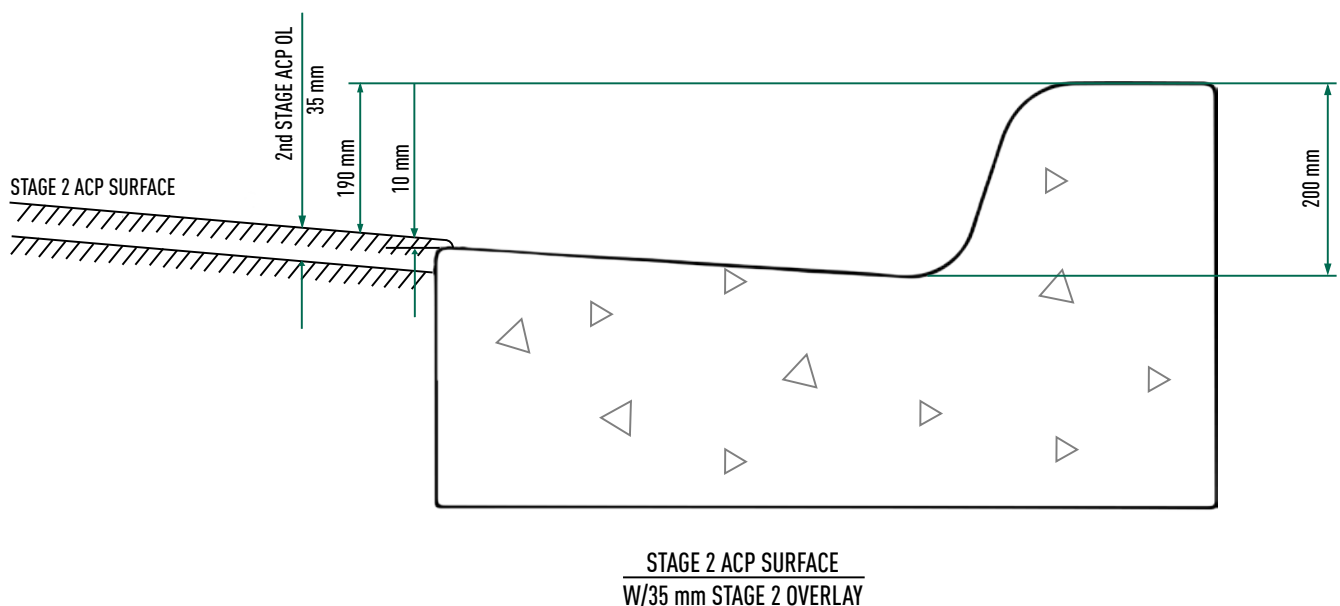 2nd STAGE ACP OL
35 mm
190 mm
10 mm
STAGE 2 ACP SURFACE
200 mm
STAGE 2 ACP SURFACE
W/35 mm STAGE 2 OVERLAY